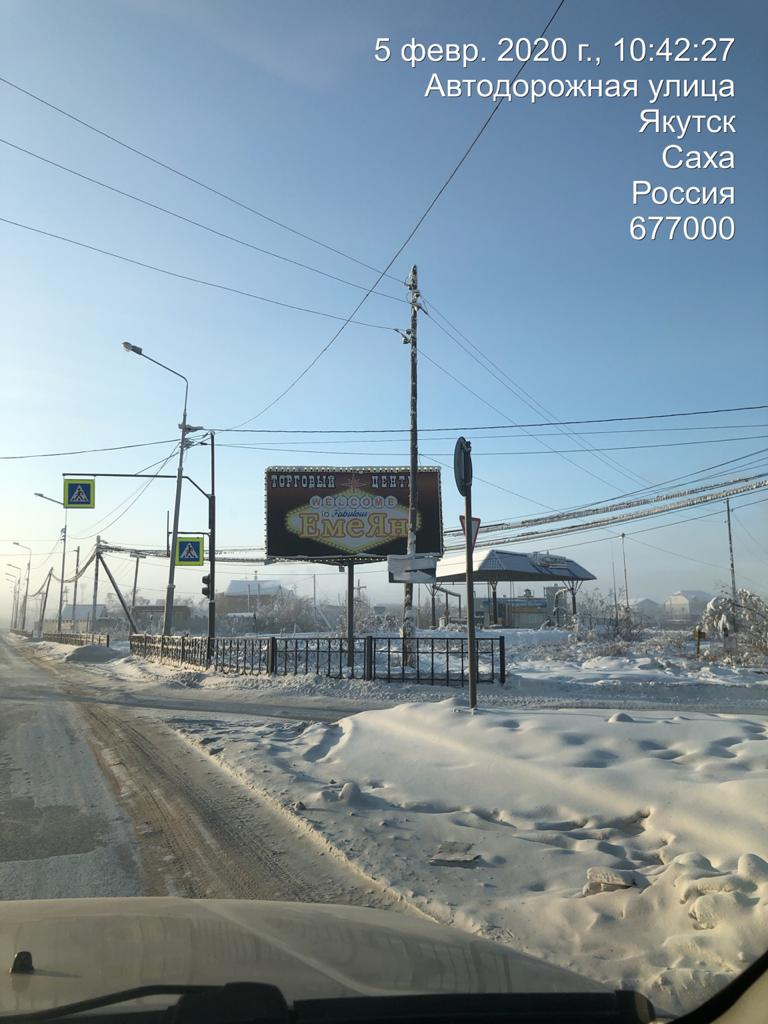 5 февр. 2020 г., 10:42:27
Автодорожная улица
Якутск
Саха
Россия
677000
ТОРГОВЫЙ ЦЕНТР
WELCOME
to Fabulous
ЕмеЯн